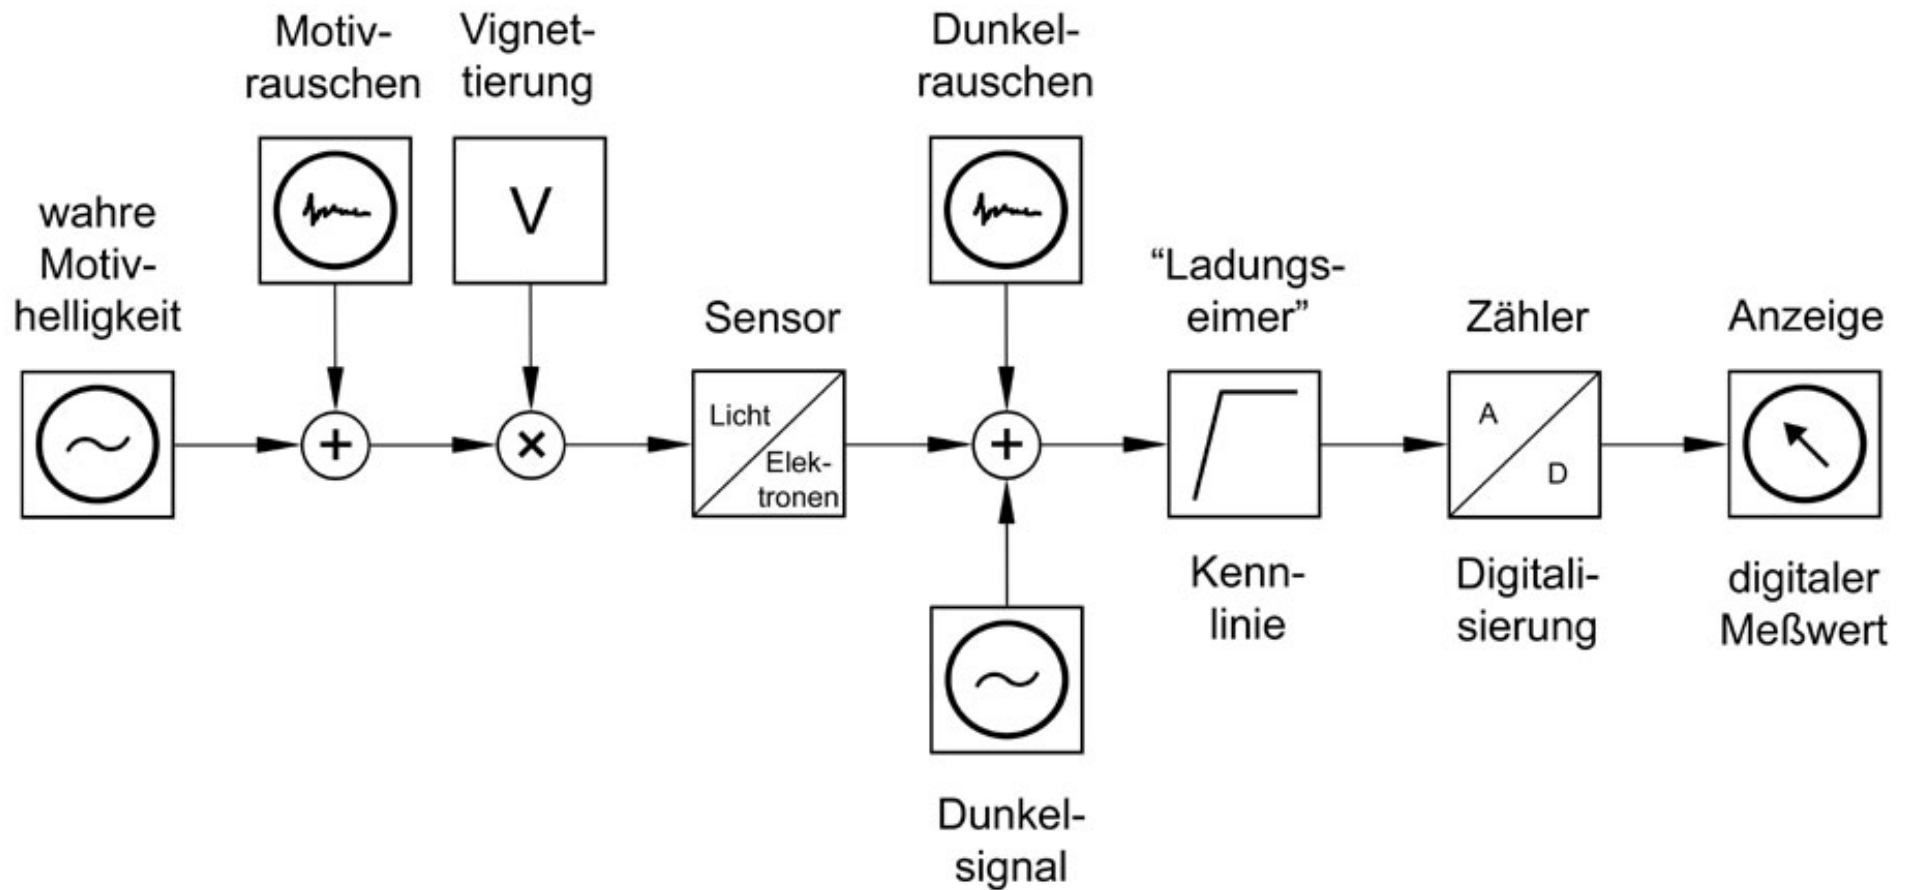 Motiv-
rauschen
Vignet-
tierung
Dunkel-
rauschen
V
wahre
Motiv-
helligkeit
Sensor
“Ladungs-
eimer”
Zähler
Anzeige
+
×
Licht
Elek-
tronen
+
A
D
Kenn-
linie
Digitali-
sierung
digitaler
Meßwert
Dunkel-
signal